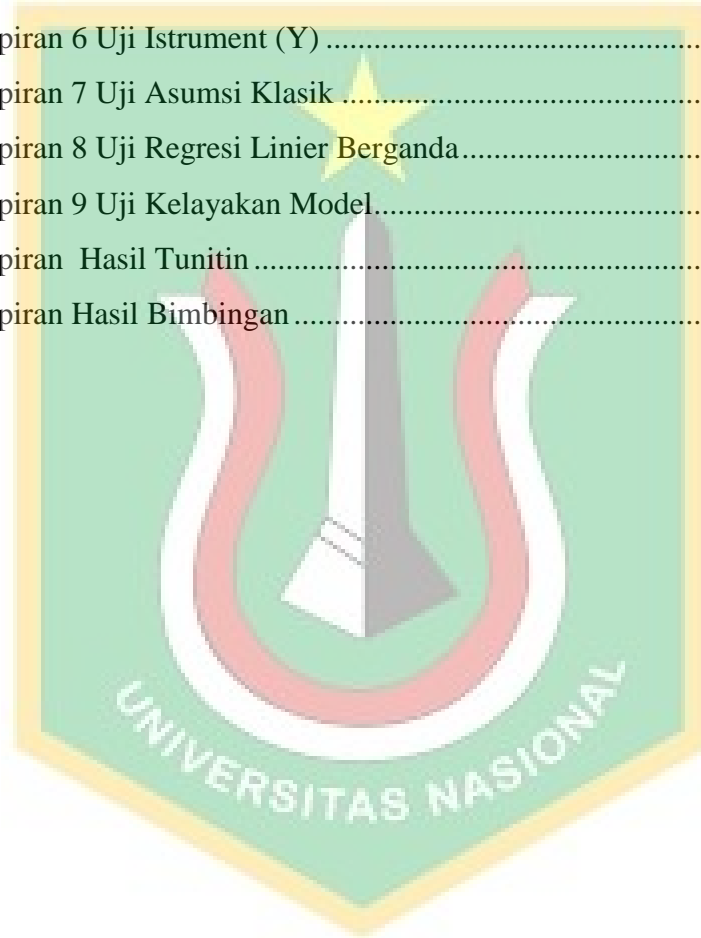 piran 6 Uji Istrument (Y) ................................................
piran 7 Uji Asumsi Klasik ..............................................
piran 8 Uji Regresi Linier Berganda...............................
piran 9 Uji Kelayakan Model..........................................
piran  Hasil Tunitin .........................................................
piran Hasil Bimbingan ....................................................
UNIVERSITAS NASIONAL